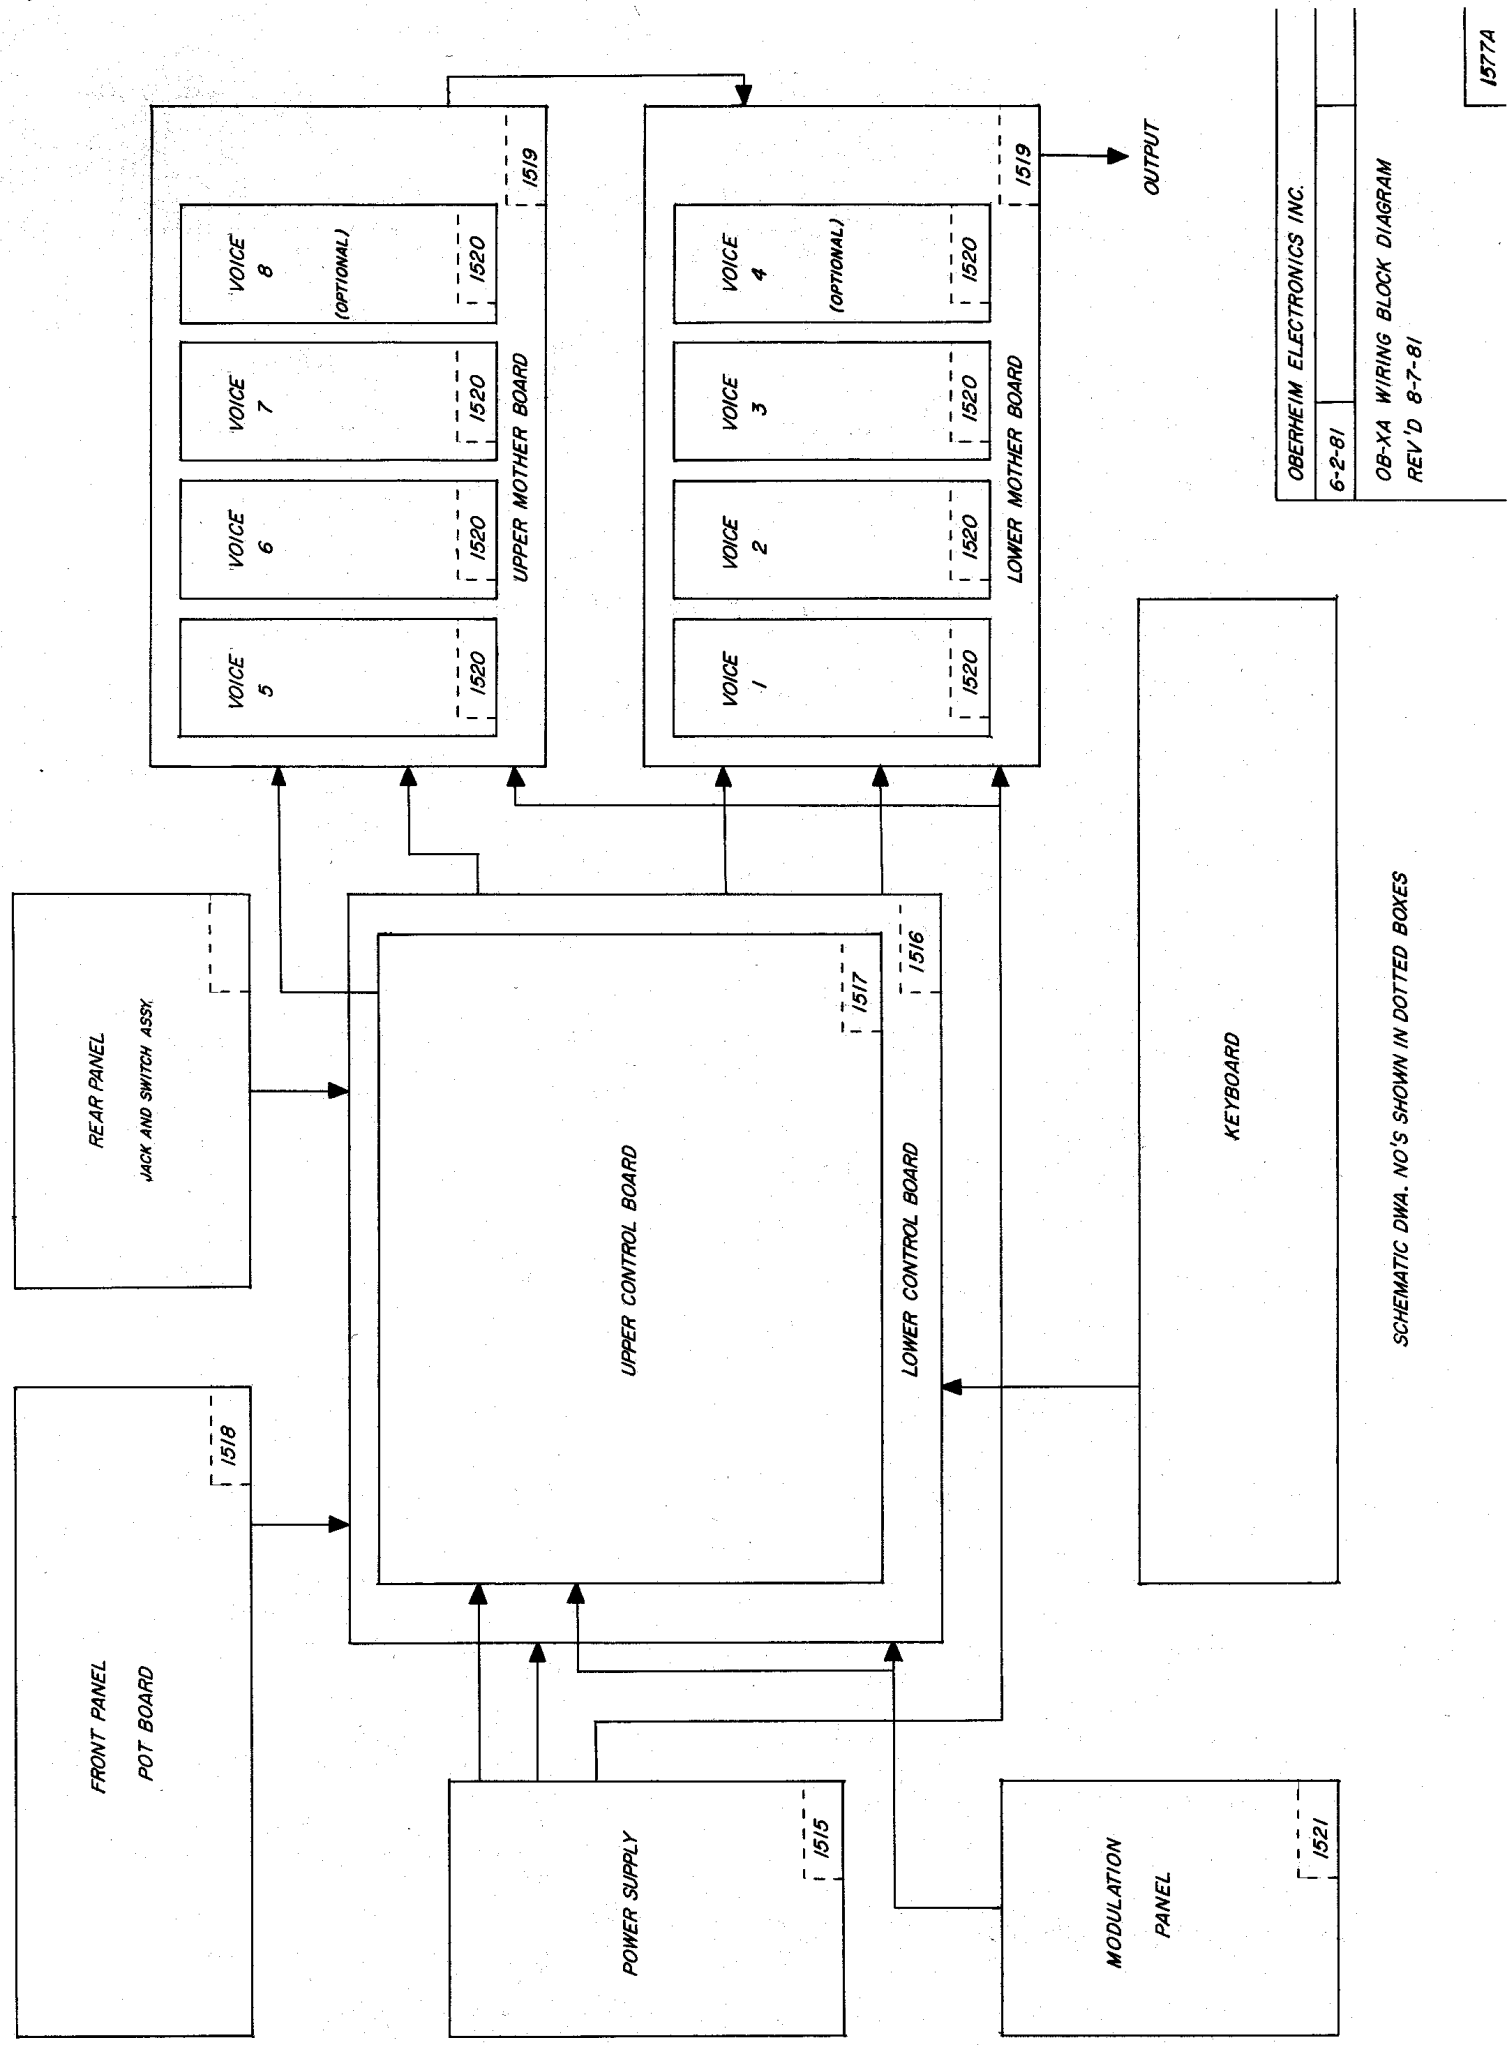 FRONT PANEL
POT BOARD
1518
REAR PANEL
JACK AND SWITCH ASSY.
POWER SUPPLY
1515
UPPER CONTROL BOARD
1517
LOWER CONTROL BOARD
1516
MODULATION
PANEL
1521
KEYBOARD
VOICE
5
1520
VOICE
6
1520
VOICE
7
1520
VOICE
8
(OPTIONAL)
1520
UPPER MOTHER BOARD
1519
VOICE
1
1520
VOICE
2
1520
VOICE
3
1520
VOICE
4
(OPTIONAL)
1520
LOWER MOTHER BOARD
1519
OUTPUT
SCHEMATIC DWA. NO'S SHOWN IN DOTTED BOXES
OBERHEIM ELECTRONICS INC.
6-2-81
OB-XA WIRING BLOCK DIAGRAM
REV'D 8-7-81
1577A